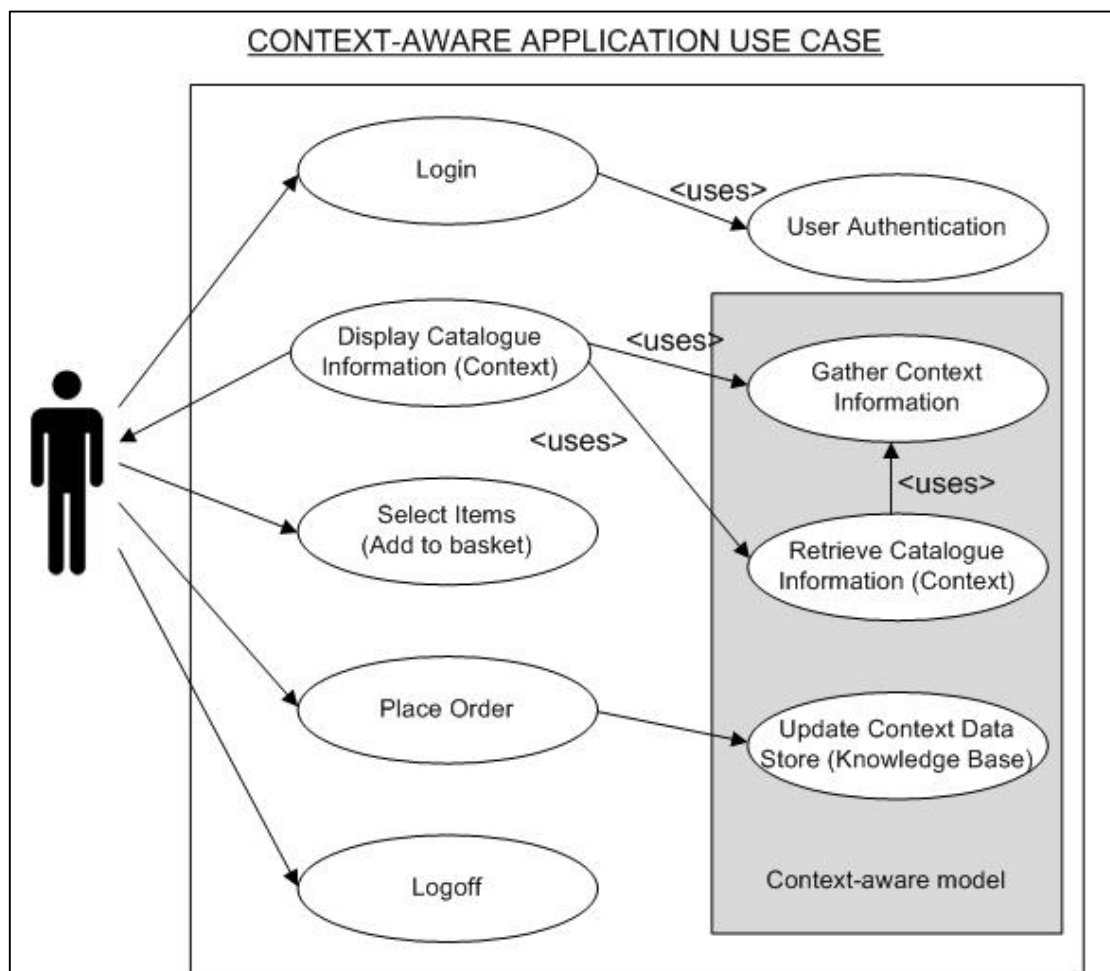 CONTEXT-AWARE APPLICATION USE CASE
Login
<uses>
User Authentication
Display Catalogue
Information (Context)
<uses>
Gather Context
Information
<uses>
<uses>
Select Items
(Add to basket)
Retrieve Catalogue
Information (Context)
Place Order
Update Context Data
Store (Knowledge Base)
Logoff
Context-aware model